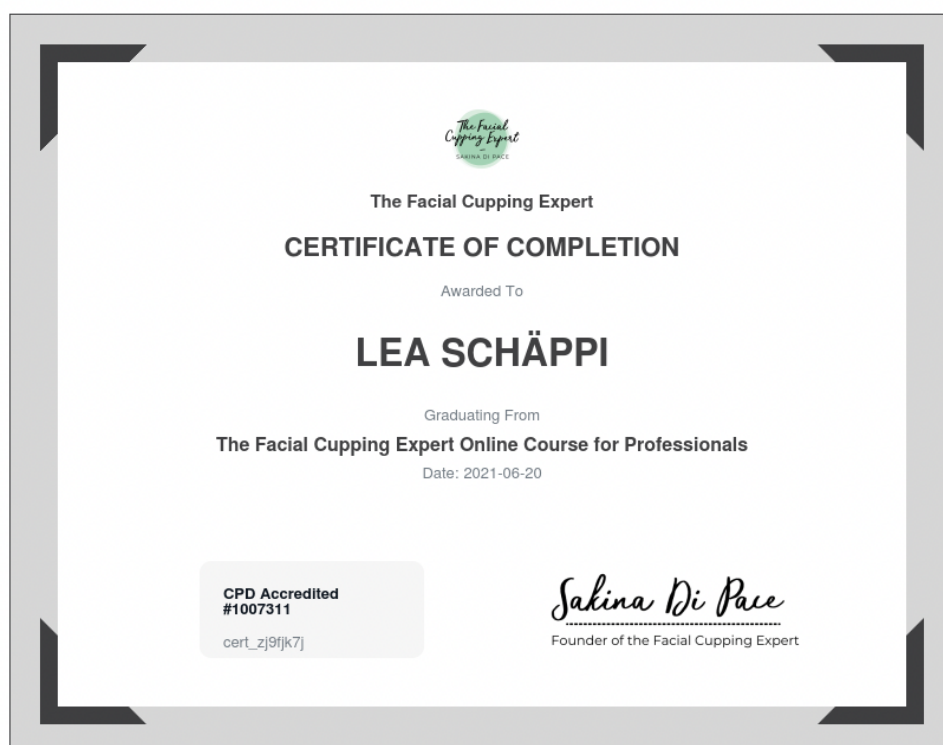 The Facial
Cupping Expert
SAKINA DI PACE
The Facial Cupping Expert
CERTIFICATE OF COMPLETION
Awarded To
LEA SCHÄPPI
Graduating From
The Facial Cupping Expert Online Course for Professionals
Date: 2021-06-20
CPD Accredited
#1007311
cert_zj9fjk7j
Sakina Di Pace
Founder of the Facial Cupping Expert